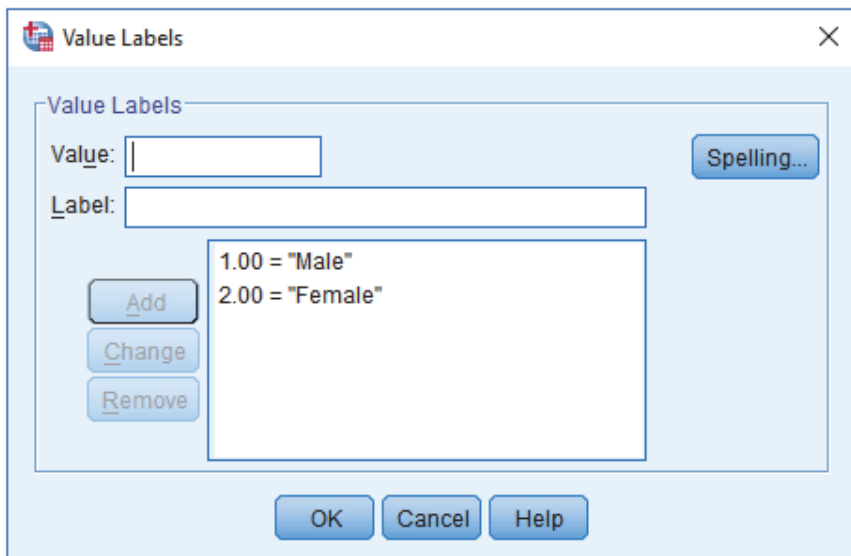 Value Labels
Value Labels
Value:
Spelling...
Label:
1.00 = "Male"
2.00 = "Female"
Add
Change
Remove
OK Cancel Help